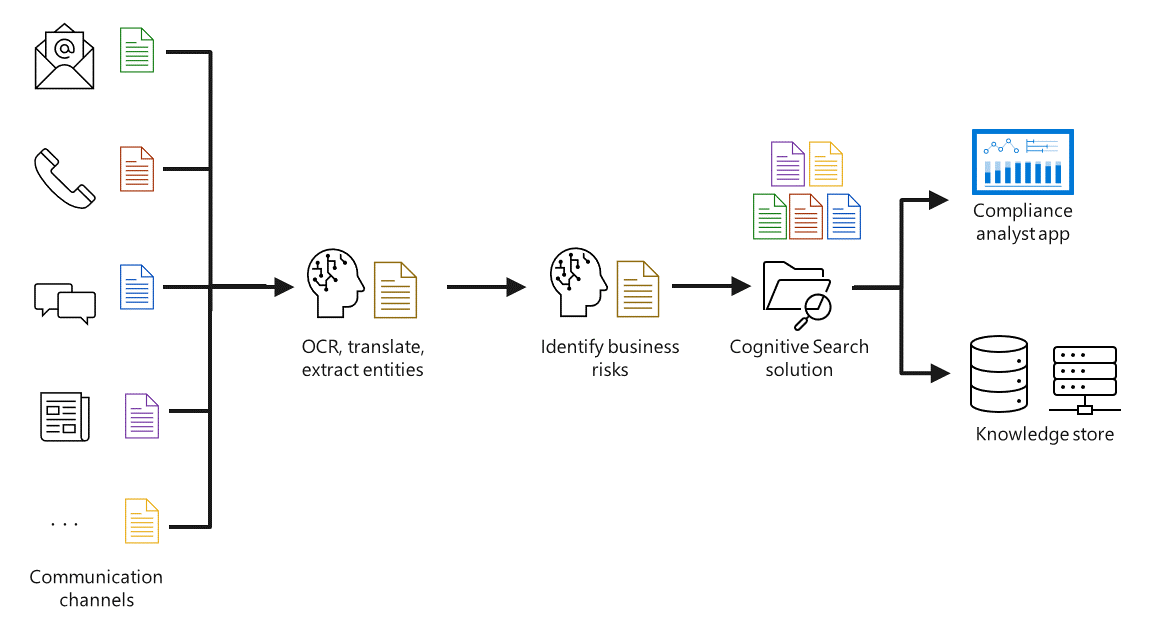 @
OCR, translate,
extract entities
Identify business
risks
Cognitive Search
solution
Compliance
analyst app
Knowledge store
. . .
Communication
channels